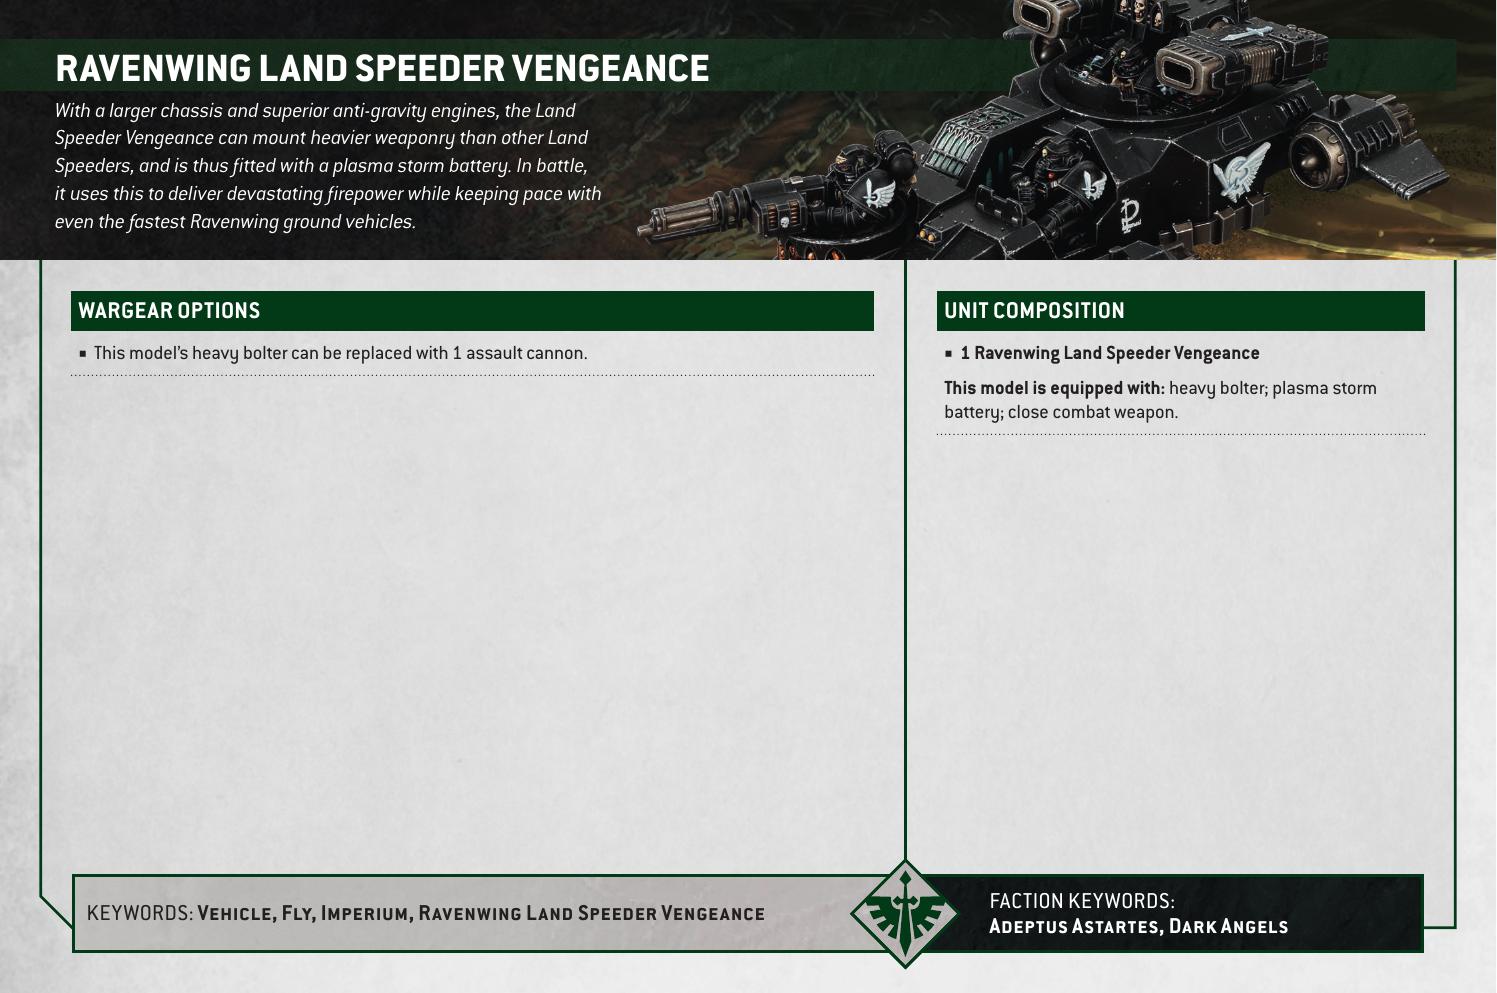 RAVENWING LAND SPEEDER VENGEANCE
With a larger chassis and superior anti-gravity engines, the Land
Speeder Vengeance can mount heavier weaponry than other Land
Speeders, and is thus fitted with a plasma storm battery. In battle,
it uses this to deliver devastating firepower while keeping pace with
even the fastest Ravenwing ground vehicles.
WARGEAR OPTIONS
▪ This model's heavy bolter can be replaced with 1 assault cannon.
UNIT COMPOSITION
▪ 1 Ravenwing Land Speeder Vengeance
This model is equipped with: heavy bolter; plasma storm
battery; close combat weapon.
KEYWORDS: Vehicle, Fly, Imperium, Ravenwing Land Speeder Vengeance
FACTION KEYWORDS:
Adeptus Astartes, Dark Angels